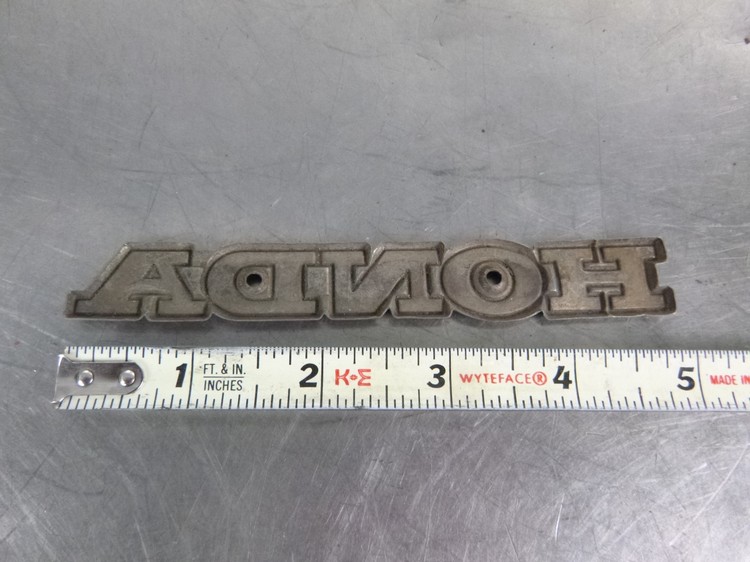 HONDA
1 FT. & IN. INCHES 2 K+E 3 WYTEFACE® 4 5 MADE IN